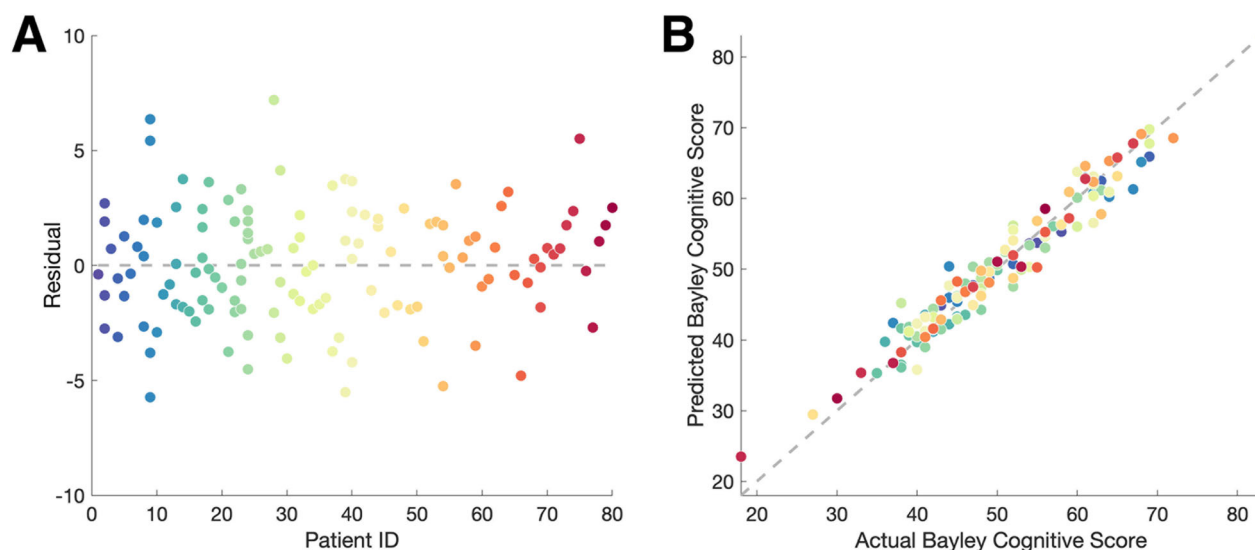 A
B
10
5
0
-5
-10
Residual
0 10 20 30 40 50 60 70 80
Patient ID
80
70
60
50
40
30
20
Predicted Bayley Cognitive Score
20 30 40 50 60 70 80
Actual Bayley Cognitive Score